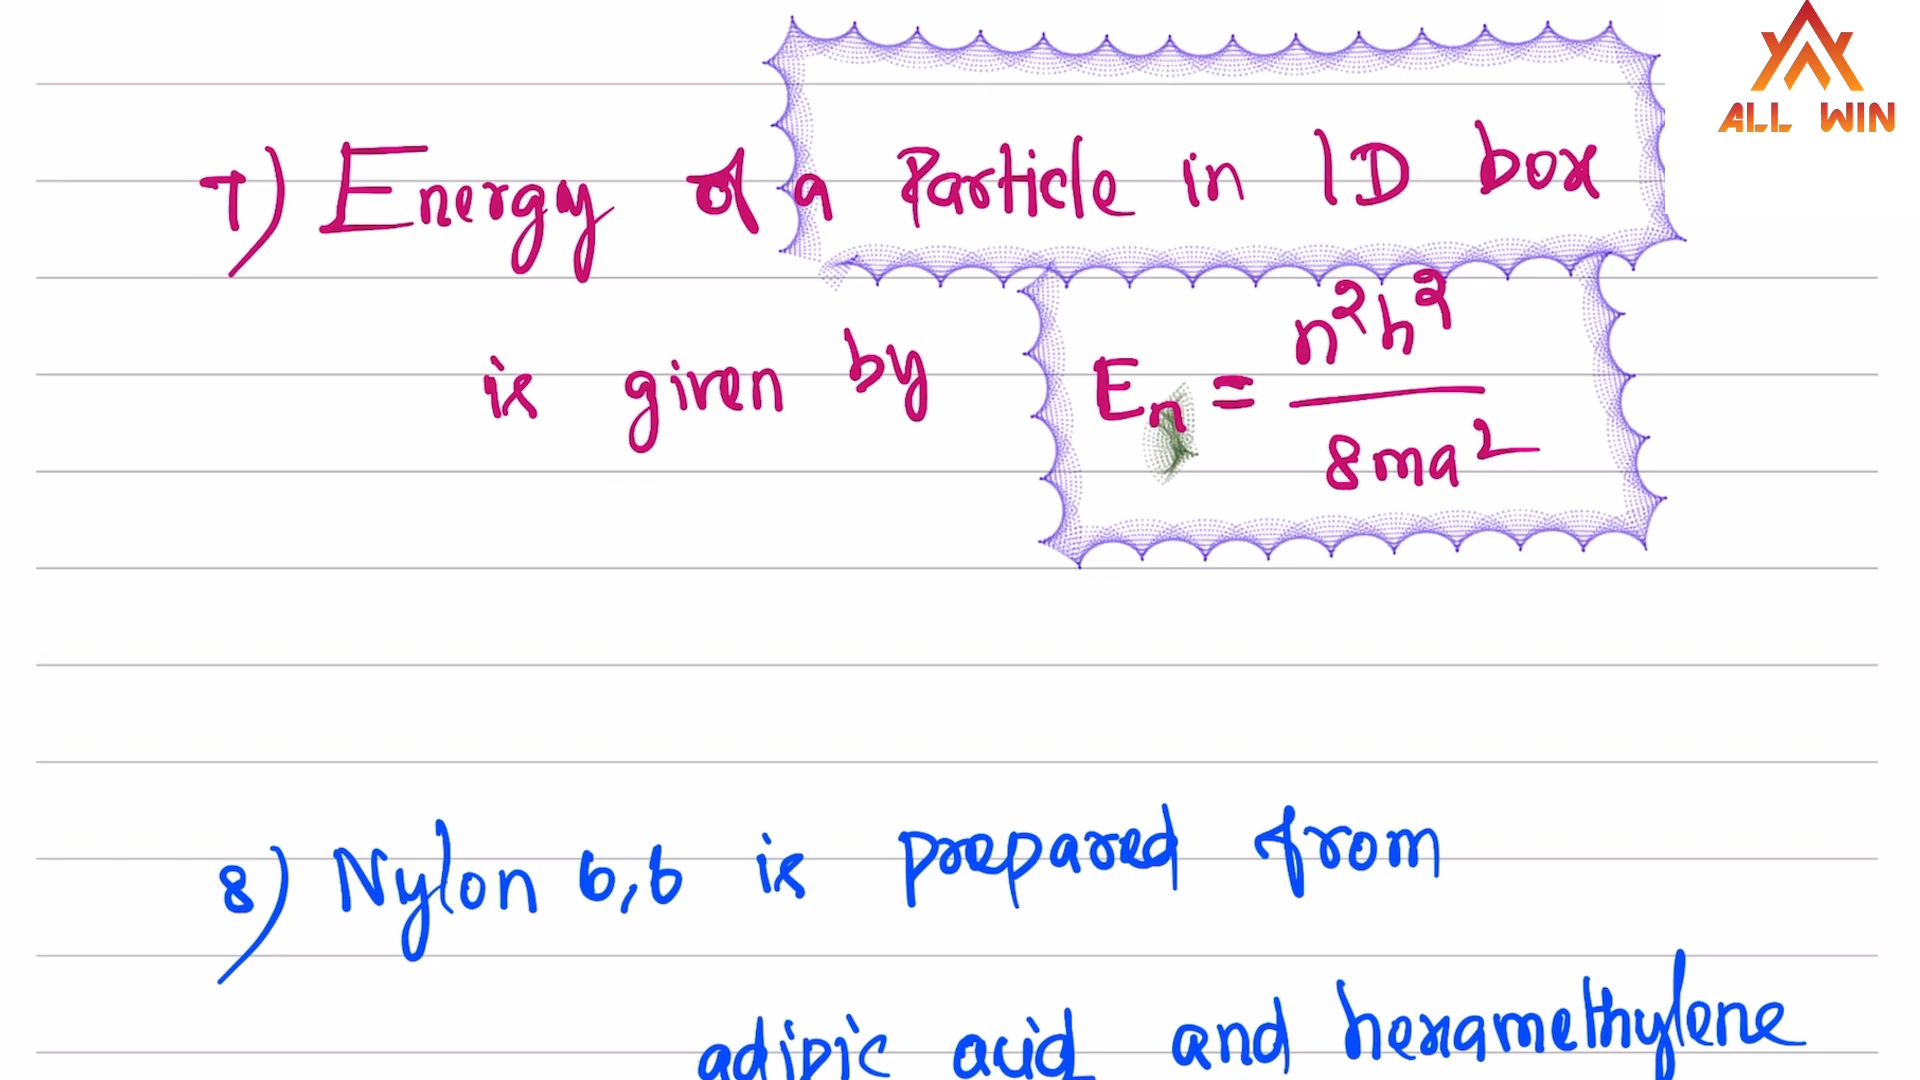 ALL WIN
7) Energy of a Particle in 1D box
is given by Eₙ = n²h² / 8ma²
8) Nylon 6,6 is prepared from
adipic acid and hexamethylene